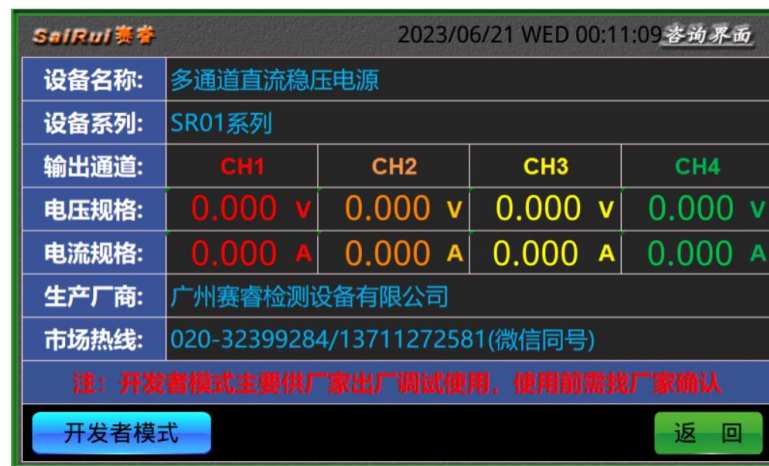 SaiRui赛睿 2023/06/21 WED 00:11:09 咨询界面
设备名称: 多通道直流稳压电源
设备系列: SR01系列
输出通道: CH1 CH2 CH3 CH4
电压规格: 0.000 V 0.000 V 0.000 V 0.000 V
电流规格: 0.000 A 0.000 A 0.000 A 0.000 A
生产厂商: 广州赛睿检测设备有限公司
市场热线: 020-32399284/13711272581(微信同号)
注：开发者模式主要供厂家出厂调试使用，使用前需找厂家确认
开发者模式 返 回